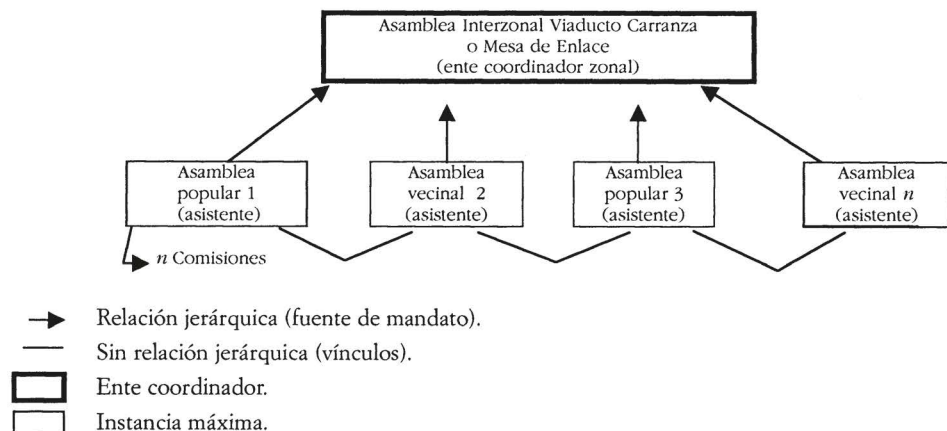 Asamblea Interzonal Viaducto Carranza
o Mesa de Enlace
(ente coordinador zonal)
Asamblea
popular 1
(asistente)
Asamblea
vecinal 2
(asistente)
Asamblea
popular 3
(asistente)
Asamblea
vecinal n
(asistente)
n Comisiones
Relación jerárquica (fuente de mandato).
Sin relación jerárquica (vínculos).
Ente coordinador.
Instancia máxima.